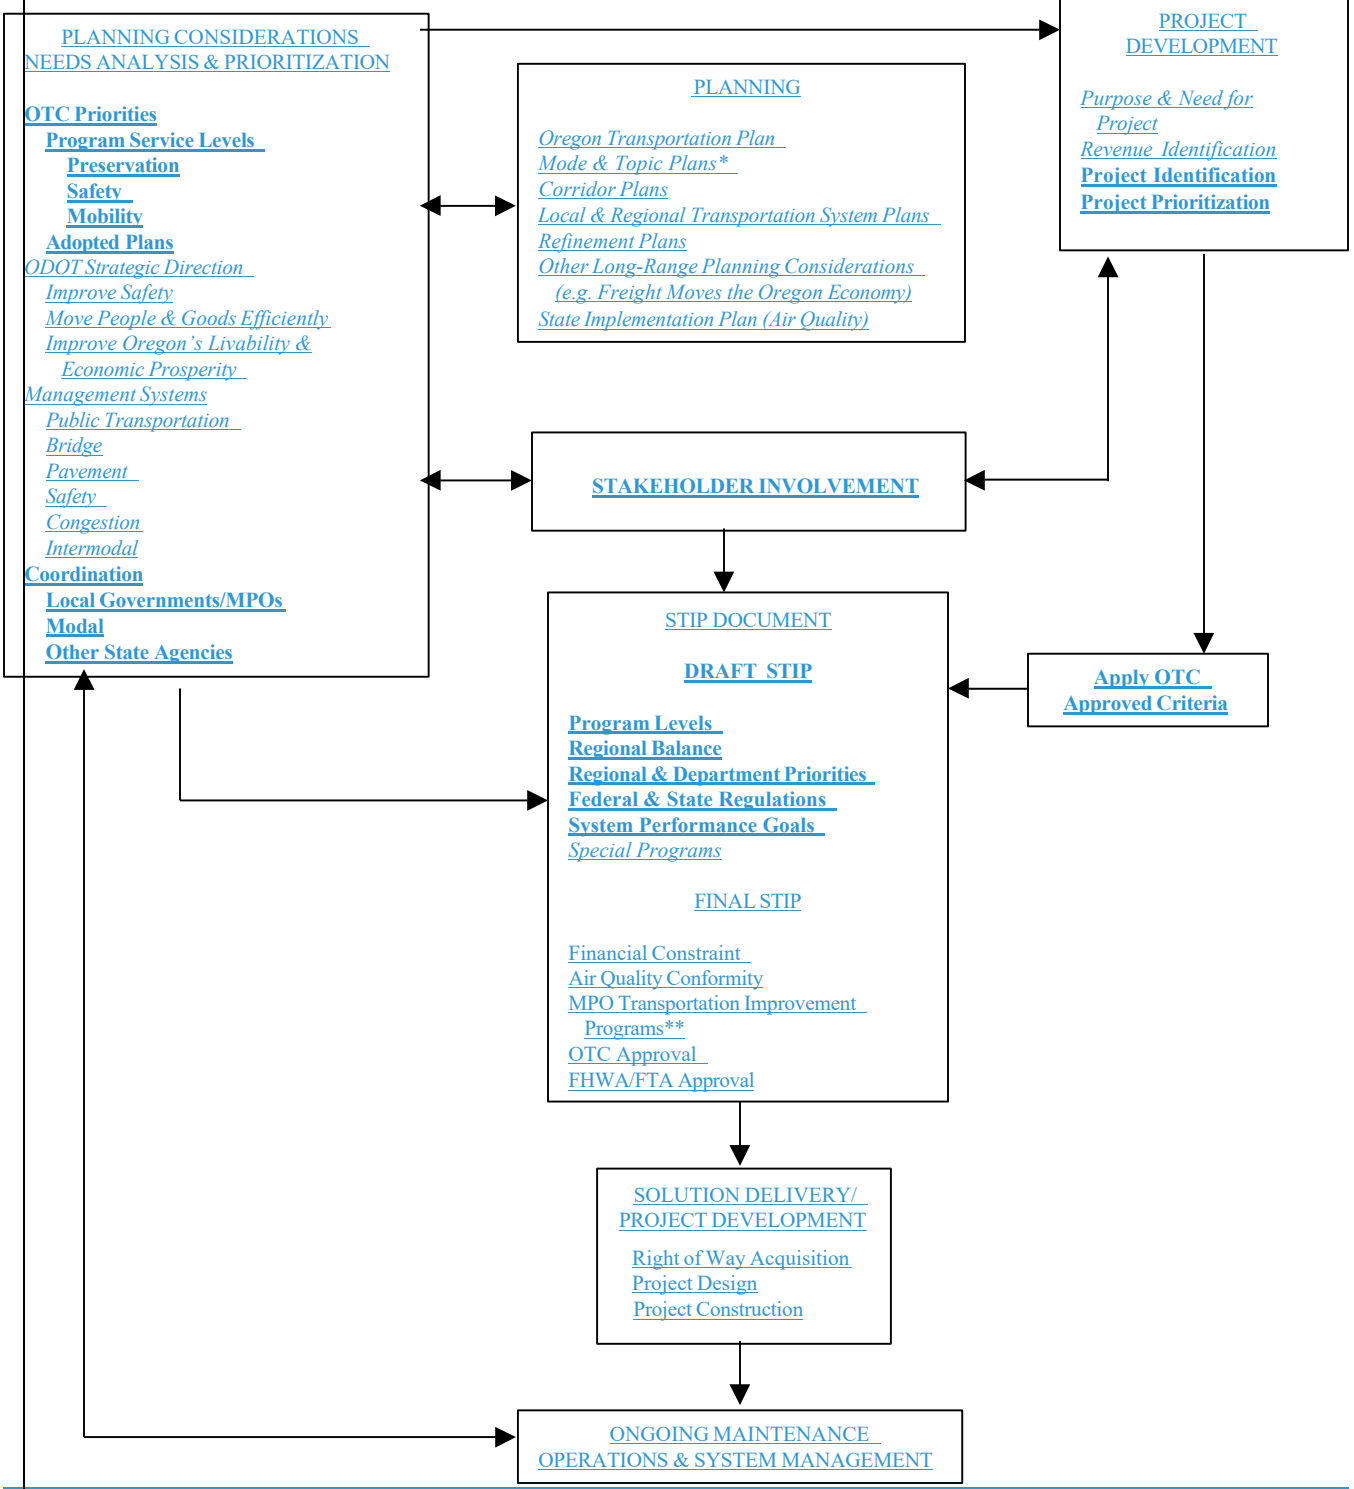 PLANNING CONSIDERATIONS
NEEDS ANALYSIS & PRIORITIZATION
OTC Priorities
Program Service Levels
Preservation
Safety
Mobility
Adopted Plans
ODOT Strategic Direction
Improve Safety
Move People & Goods Efficiently
Improve Oregon's Livability &
Economic Prosperity
Management Systems
Public Transportation
Bridge
Pavement
Safety
Congestion
Intermodal
Coordination
Local Governments/MPOs
Modal
Other State Agencies
PLANNING
Oregon Transportation Plan
Mode & Topic Plans*
Corridor Plans
Local & Regional Transportation System Plans
Refinement Plans
Other Long-Range Planning Considerations
(e.g. Freight Moves the Oregon Economy)
State Implementation Plan (Air Quality)
PROJECT
DEVELOPMENT
Purpose & Need for
Project
Revenue Identification
Project Identification
Project Prioritization
STAKEHOLDER INVOLVEMENT
Apply OTC
Approved Criteria
STIP DOCUMENT
DRAFT STIP
Program Levels
Regional Balance
Regional & Department Priorities
Federal & State Regulations
System Performance Goals
Special Programs
FINAL STIP
Financial Constraint
Air Quality Conformity
MPO Transportation Improvement
Programs**
OTC Approval
FHWA/FTA Approval
SOLUTION DELIVERY/
PROJECT DEVELOPMENT
Right of Way Acquisition
Project Design
Project Construction
ONGOING MAINTENANCE
OPERATIONS & SYSTEM MANAGEMENT